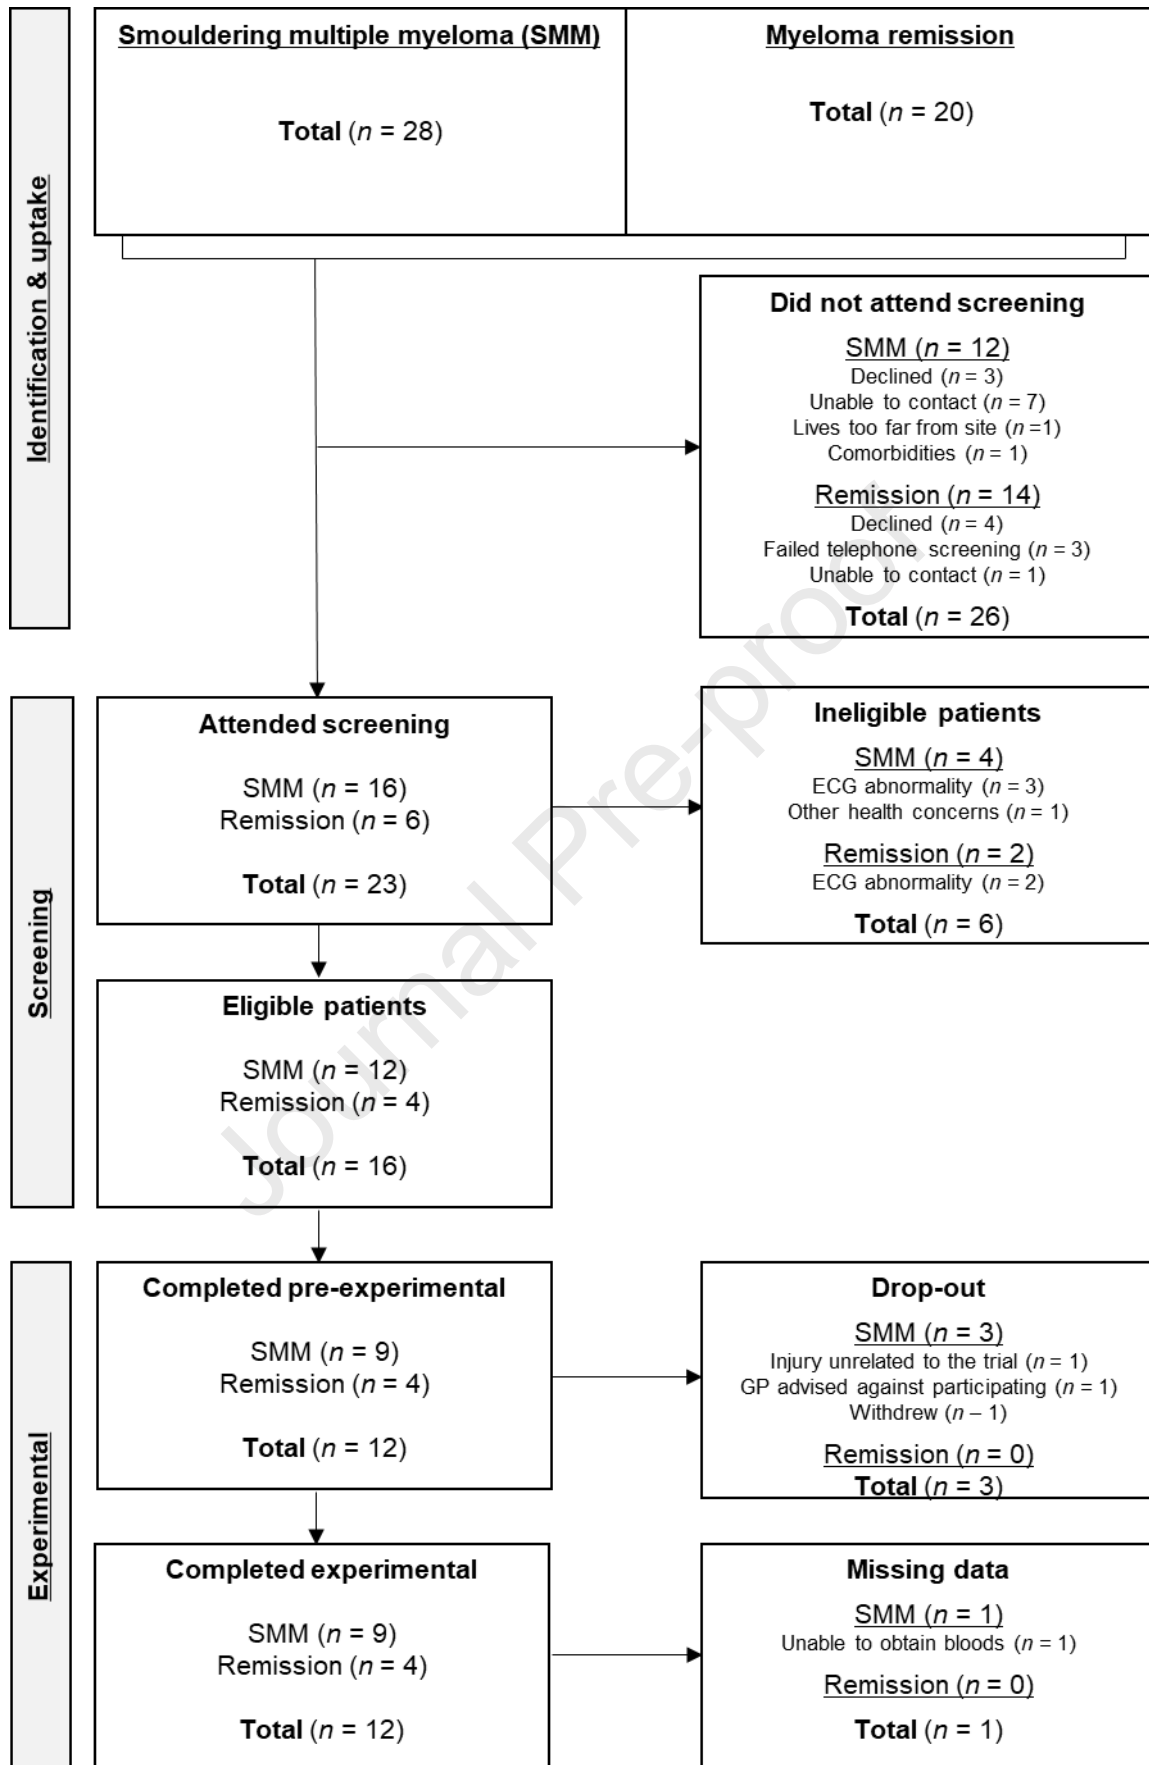 Identification & uptake
Smouldering multiple myeloma (SMM)
Total (n = 28)
Myeloma remission
Total (n = 20)
Did not attend screening
SMM (n = 12)
Declined (n = 3)
Unable to contact (n = 7)
Lives too far from site (n =1)
Comorbidities (n = 1)
Remission (n = 14)
Declined (n = 4)
Failed telephone screening (n = 3)
Unable to contact (n = 1)
Total (n = 26)
Screening
Attended screening
SMM (n = 16)
Remission (n = 6)
Total (n = 23)
Ineligible patients
SMM (n = 4)
ECG abnormality (n = 3)
Other health concerns (n = 1)
Remission (n = 2)
ECG abnormality (n = 2)
Total (n = 6)
Eligible patients
SMM (n = 12)
Remission (n = 4)
Total (n = 16)
Experimental
Completed pre-experimental
SMM (n = 9)
Remission (n = 4)
Total (n = 12)
Drop-out
SMM (n = 3)
Injury unrelated to the trial (n = 1)
GP advised against participating (n = 1)
Withdrew (n – 1)
Remission (n = 0)
Total (n = 3)
Completed experimental
SMM (n = 9)
Remission (n = 4)
Total (n = 12)
Missing data
SMM (n = 1)
Unable to obtain bloods (n = 1)
Remission (n = 0)
Total (n = 1)
Journal Pre-proof